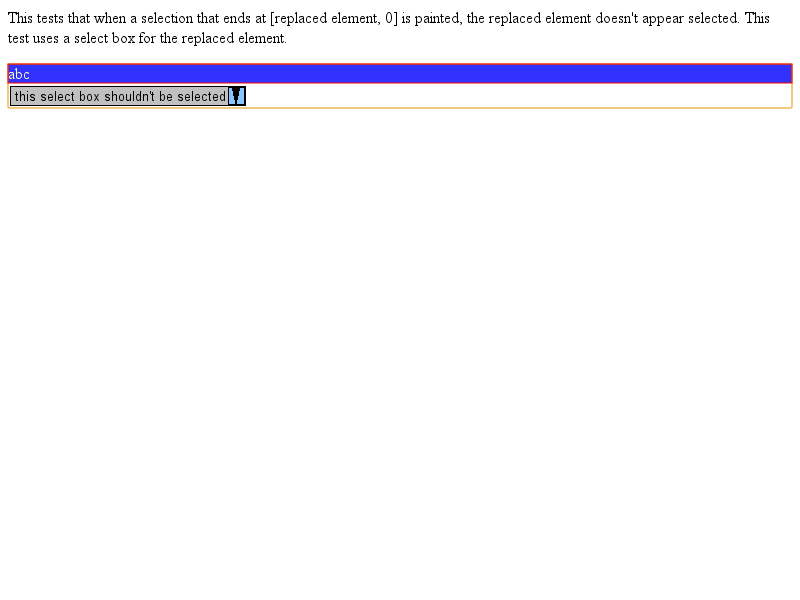 This tests that when a selection that ends at [replaced element, 0] is painted, the replaced element doesn't appear selected. This
test uses a select box for the replaced element.
abc
this select box shouldn't be selected